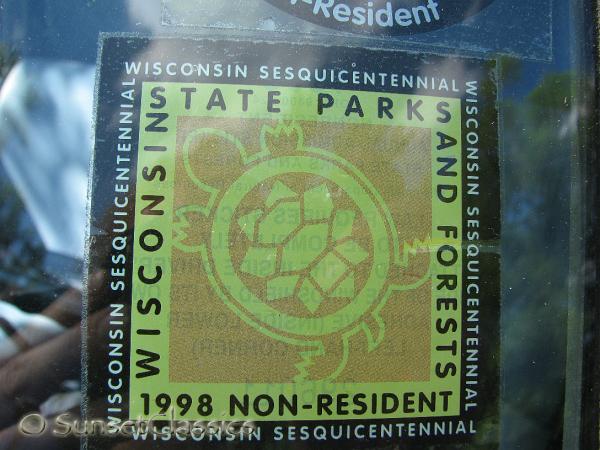 -Resident
WISCONSIN SESQUICENTENNIAL
WISCONSIN SESQUICENTENNIAL
WISCONSIN SESQUICENTENNIAL
WISCONSIN SESQUICENTENNIAL
WISCONSIN
STATE PARKS
AND FORESTS
1998 NON-RESIDENT
© SunsetClassics